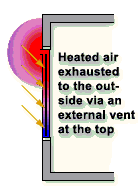 Heated air
exhausted
to the out-
side via an
external vent
at the top